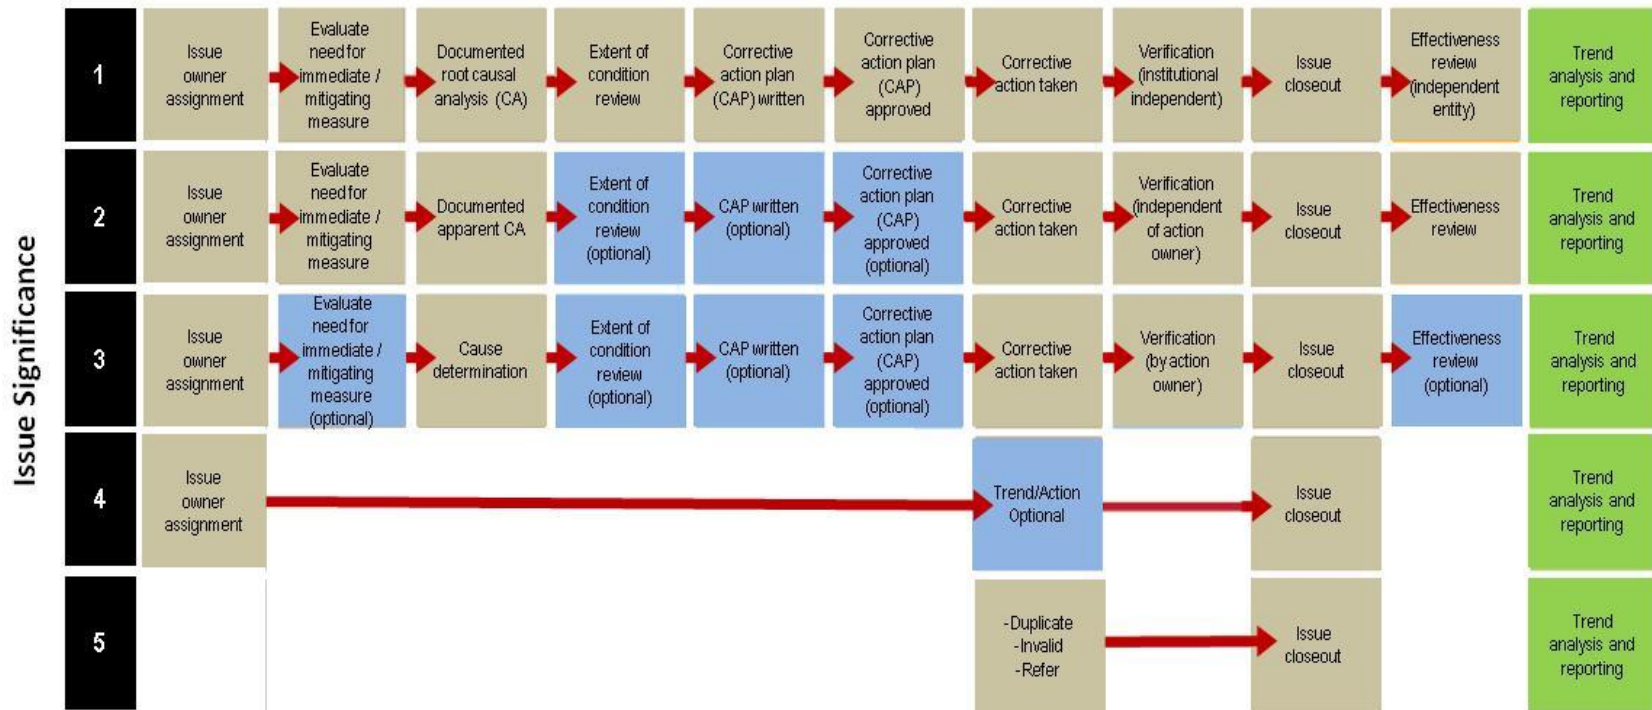 Issue Significance
1
Issue
owner
assignment
Evaluate
need for
immediate /
mitigating
measure
Documented
root causal
analysis (CA)
Extent of
condition
review
Corrective
action plan
(CAP) written
Corrective
action plan
(CAP)
approved
Corrective
action taken
Verification
(institutional
independent)
Issue
closeout
Effectiveness
review
(independent
entity)
Trend
analysis and
reporting
2
Issue
owner
assignment
Evaluate
need for
immediate /
mitigating
measure
Documented
apparent CA
Extent of
condition
review
(optional)
CAP written
(optional)
Corrective
action plan
(CAP)
approved
(optional)
Corrective
action taken
Verification
(independent
of action
owner)
Issue
closeout
Effectiveness
review
Trend
analysis and
reporting
3
Issue
owner
assignment
Evaluate
need for
immediate /
mitigating
measure
(optional)
Cause
determination
Extent of
condition
review
(optional)
CAP written
(optional)
Corrective
action plan
(CAP)
approved
(optional)
Corrective
action taken
Verification
(by action
owner)
Issue
closeout
Effectiveness
review
(optional)
Trend
analysis and
reporting
4
Issue
owner
assignment
Trend/Action
Optional
Issue
closeout
Trend
analysis and
reporting
5
-Duplicate
-Invalid
-Refer
Issue
closeout
Trend
analysis and
reporting